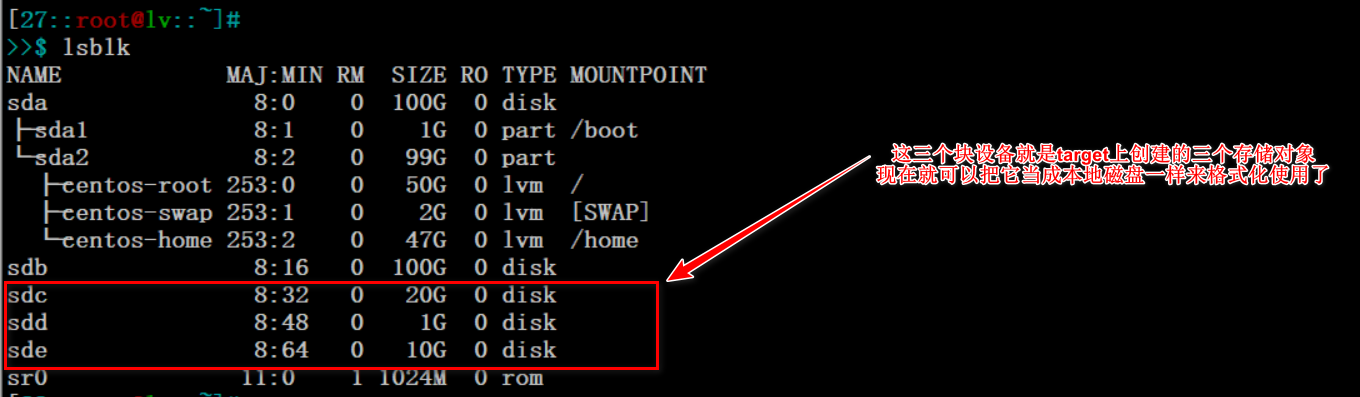 [27::root@lv::~]#
>>$ lsblk
NAME MAJ:MIN RM SIZE RO TYPE MOUNTPOINT
sda 8:0 0 100G 0 disk
├─sda1 8:1 0 1G 0 part /boot
└─sda2 8:2 0 99G 0 part
├─centos-root 253:0 0 50G 0 lvm /
├─centos-swap 253:1 0 2G 0 lvm [SWAP]
└─centos-home 253:2 0 47G 0 lvm /home
sdb 8:16 0 100G 0 disk
sdc 8:32 0 20G 0 disk
sdd 8:48 0 1G 0 disk
sde 8:64 0 10G 0 disk
sr0 11:0 1 1024M 0 rom
这三个块设备就是target上创建的三个存储对象
现在就可以把它当成本地磁盘一样来格式化使用了